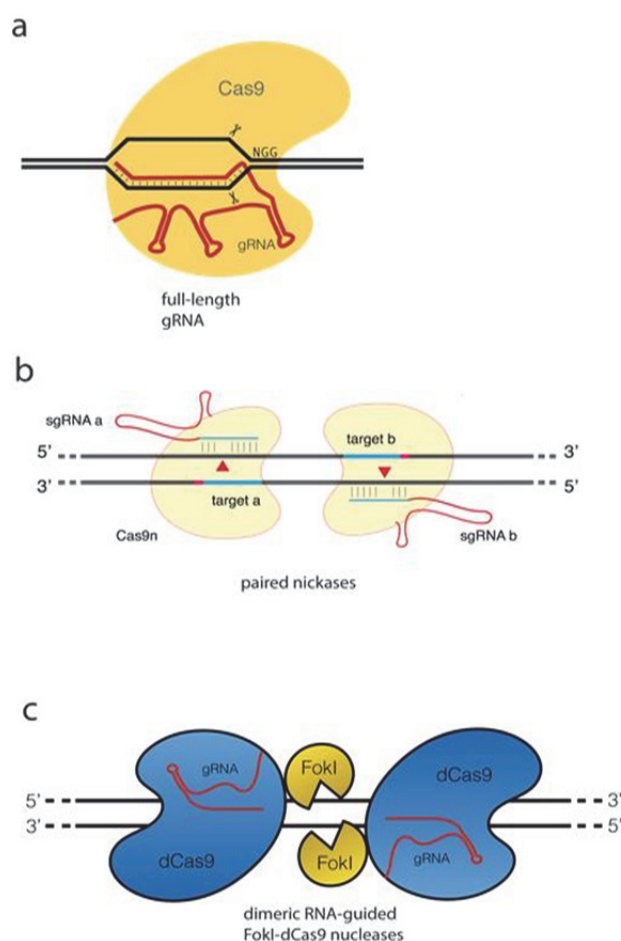 a
Cas9
NGG
gRNA
full-length
gRNA
b
sgRNA a
5’ target b 3’
3’ target a 5’
Cas9n
sgRNA b
paired nickases
c
gRNA FokI dCas9
5’ 3’
3’ 5’
dCas9 FokI gRNA
dimeric RNA-guided
FokI-dCas9 nucleases